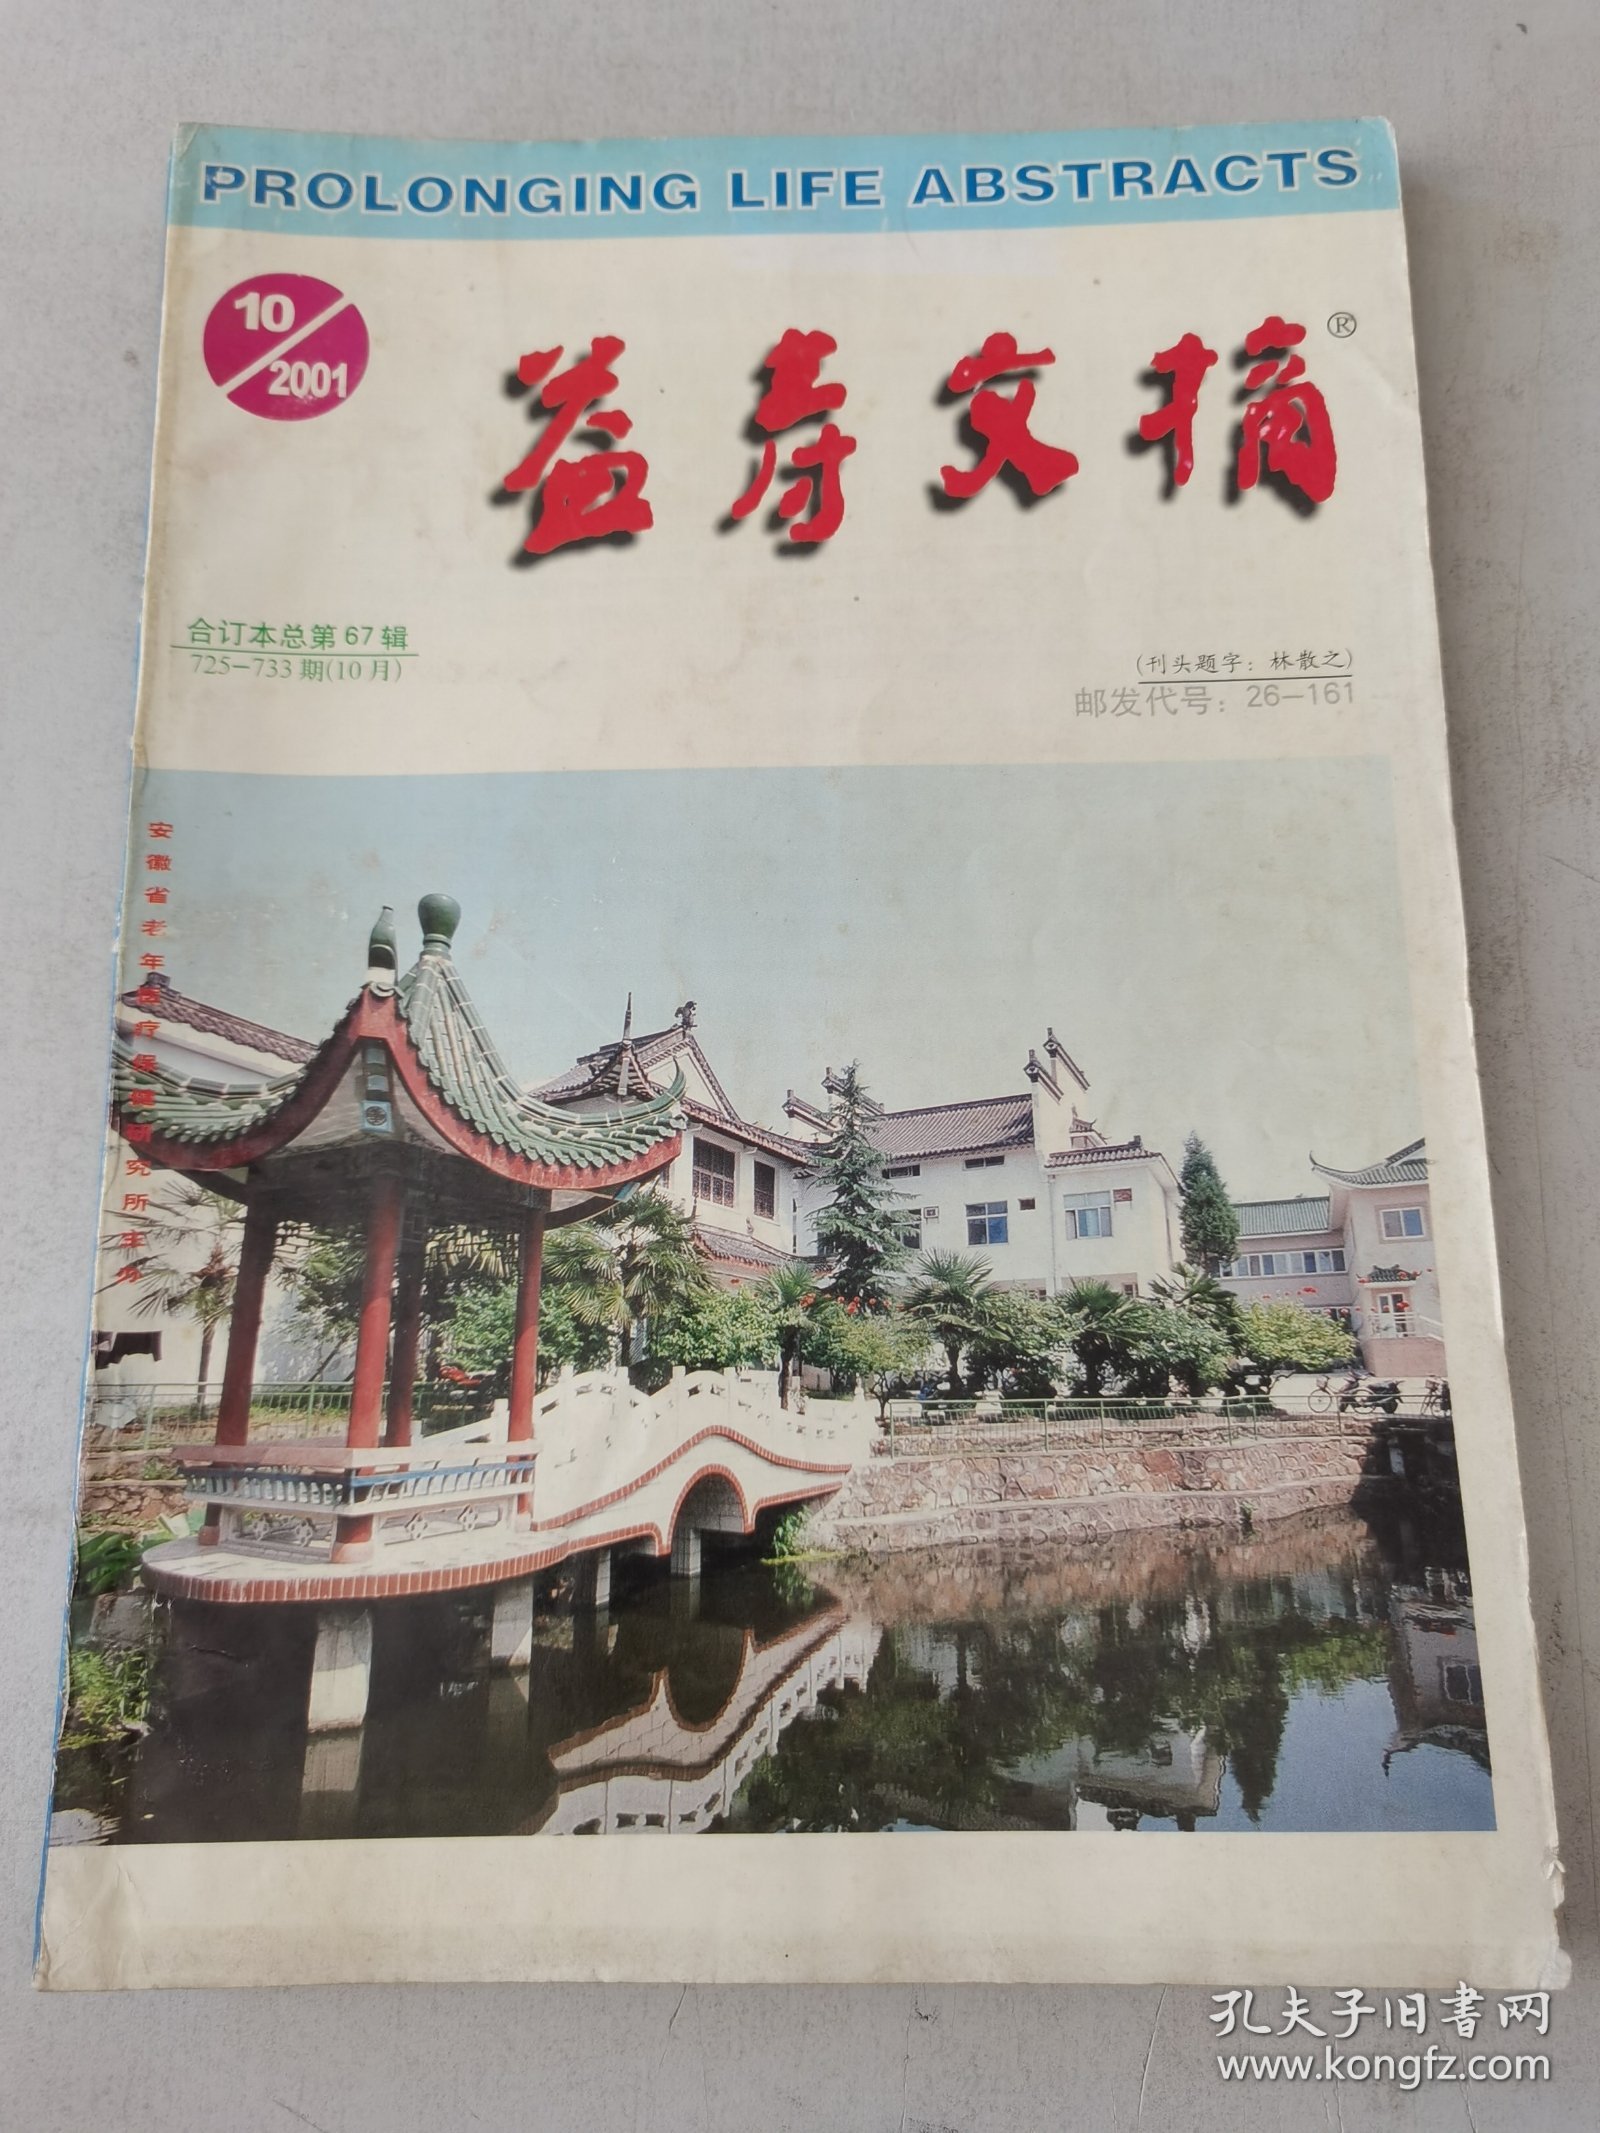 PROLONGING LIFE ABSTRACTS
10/2001
益寿文摘®
合订本总第67辑
725-733期(10月)
(刊头题字：林散之)
邮发代号：26-161
安徽省老年医疗保健研究所主办
孔夫子旧书网
www.kongfz.com